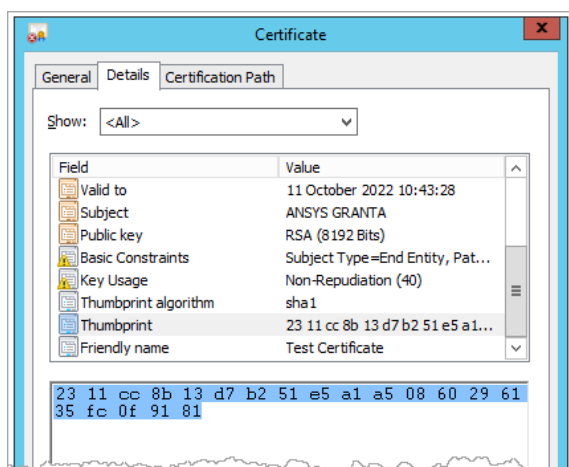 Certificate
x
General Details Certification Path
Show: <All>
Field Value
Valid to 11 October 2022 10:43:28
Subject ANSYS GRANTA
Public key RSA (8192 Bits)
Basic Constraints Subject Type=End Entity, Pat...
Key Usage Non-Repudiation (40)
Thumbprint algorithm sha1
Thumbprint 23 11 cc 8b 13 d7 b2 51 e5 a1...
Friendly name Test Certificate
23 11 cc 8b 13 d7 b2 51 e5 a1 a5 08 60 29 61
35 fc 0f 91 81